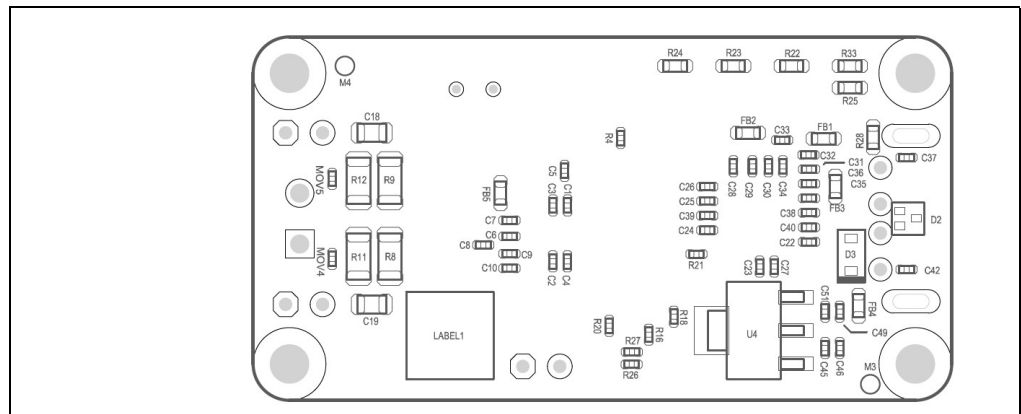 R24 R23 R22 R33
M4
R25
C18
FB2 C33 FB1
R4 R28
C32 C31 C37
MOV5 R12 R9 C5 C1 C28 C29 C30 C34 C36
FB5 C3 C26 C35
C25 FB3
C7 C39 C38 D2
C6 C24 C40
C8 C22
MOV4 R11 R8 C9 R21 D3
C10 C2 C4 C23 C27 C42
C51 FB4
C19 R20 R18
LABEL1 R16 U4 C49
R27
R26 C45 C46 M3